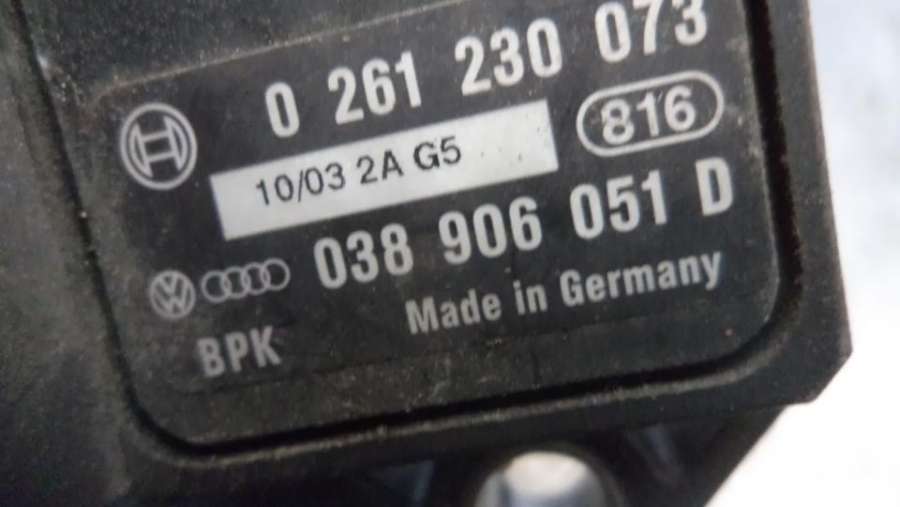 0 261 230 073
816
10/03 2A G5
038 906 051 D
Made in Germany
BPK